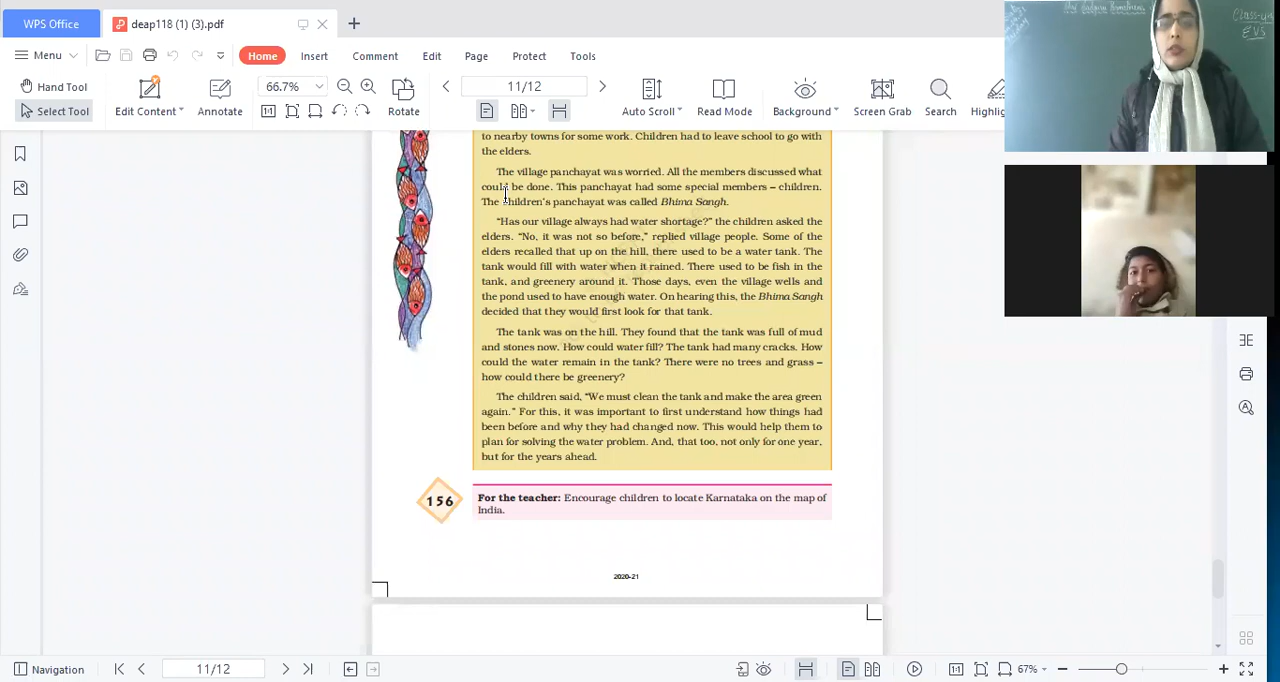 WPS Office
deap118 (1) (3).pdf
Menu
Home
Insert
Comment
Edit
Page
Protect
Tools
Hand Tool
Select Tool
Edit Content
Annotate
66.7%
Rotate
11/12
Auto Scroll
Read Mode
Background
Screen Grab
Search
Highlig
Class-
EVS
to nearby towns for some work. Children had to leave school to go with
the elders.
The village panchayat was worried. All the members discussed what
could be done. This panchayat had some special members – children.
The children's panchayat was called Bhima Sangh.
"Has our village always had water shortage?" the children asked the
elders. "No, it was not so before," replied village people. Some of the
elders recalled that up on the hill, there used to be a water tank. The
tank would fill with water when it rained. There used to be fish in the
tank, and greenery around it. Those days, even the village wells and
the pond used to have enough water. On hearing this, the Bhima Sangh
decided that they would first look for that tank.
The tank was on the hill. They found that the tank was full of mud
and stones now. How could water fill? The tank had many cracks. How
could the water remain in the tank? There were no trees and grass –
how could there be greenery?
The children said, "We must clean the tank and make the area green
again." For this, it was important to first understand how things had
been before and why they had changed now. This would help them to
plan for solving the water problem. And, that too, not only for one year,
but for the years ahead.
156
For the teacher: Encourage children to locate Karnataka on the map of
India.
2020-21
Navigation
11/12
67%